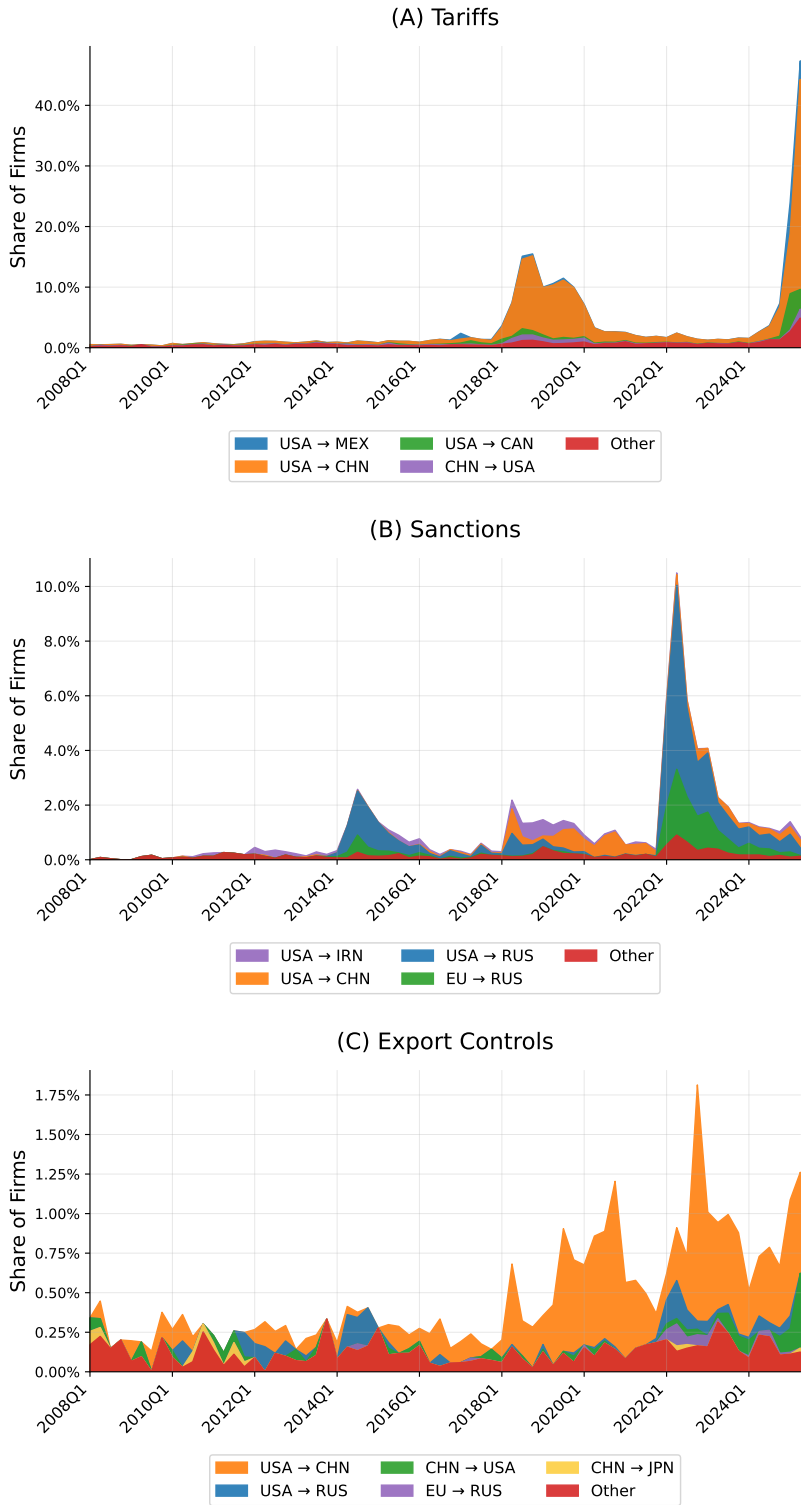 (A) Tariffs
Share of Firms
40.0%
30.0%
20.0%
10.0%
0.0%
2008Q1 2010Q1 2012Q1 2014Q1 2016Q1 2018Q1 2020Q1 2022Q1 2024Q1
USA → MEX USA → CAN Other
USA → CHN CHN → USA
(B) Sanctions
Share of Firms
10.0%
8.0%
6.0%
4.0%
2.0%
0.0%
2008Q1 2010Q1 2012Q1 2014Q1 2016Q1 2018Q1 2020Q1 2022Q1 2024Q1
USA → IRN USA → RUS Other
USA → CHN EU → RUS
(C) Export Controls
Share of Firms
1.75%
1.50%
1.25%
1.00%
0.75%
0.50%
0.25%
0.00%
2008Q1 2010Q1 2012Q1 2014Q1 2016Q1 2018Q1 2020Q1 2022Q1 2024Q1
USA → CHN CHN → USA CHN → JPN
USA → RUS EU → RUS Other